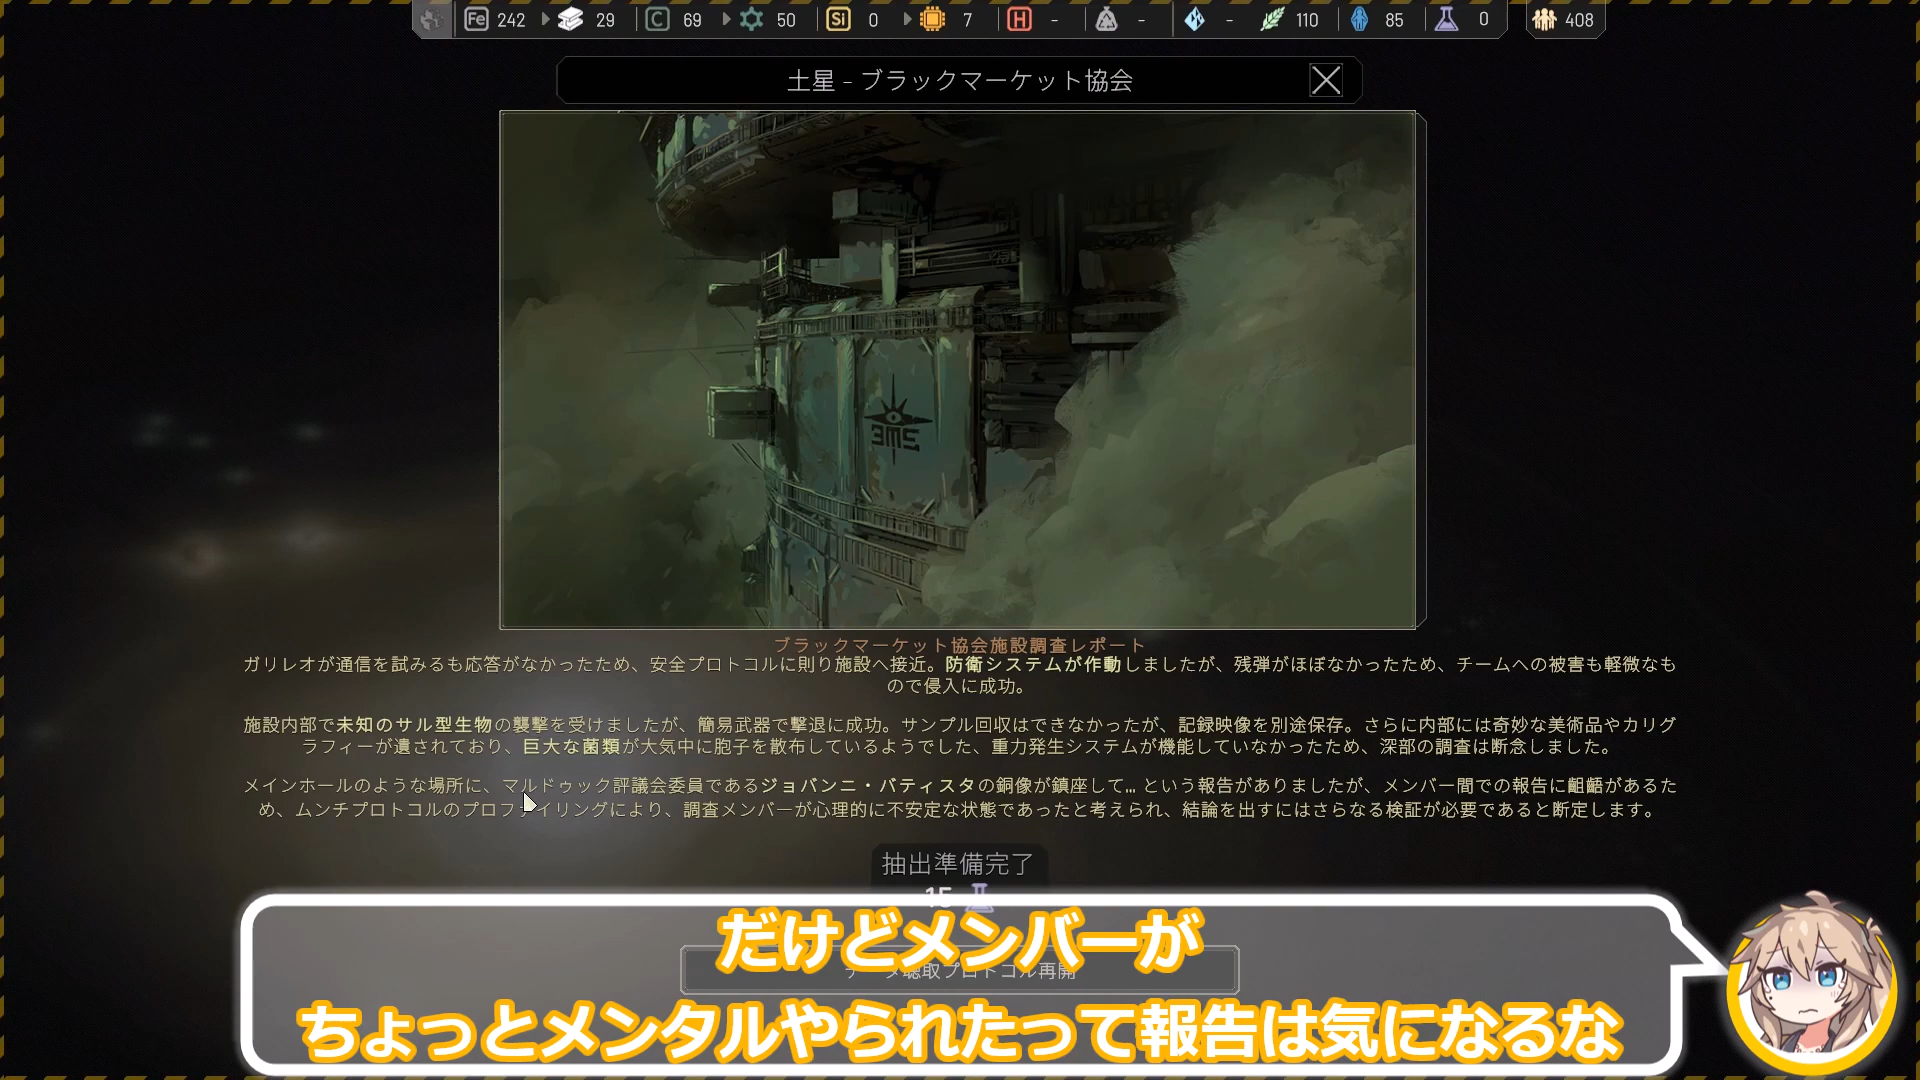 Fe 242 29 C 69 50 Si 0 7 H - - - 110 85 0 408
土星 - ブラックマーケット協会
ブラックマーケット協会施設調査レポート
ガリレオが通信を試みるも応答がなかったため、安全プロトコルに則り施設へ接近。防衛システムが作動しましたが、残弾がほぼなかったため、チームへの被害も軽微なも
ので侵入に成功。
施設内部で未知のサル型生物の襲撃を受けましたが、簡易武器で撃退に成功。サンプル回収はできなかったが、記録映像を別途保存。さらに内部には奇妙な美術品やカリグ
ラフィーが遺されており、巨大な菌類が大気中に胞子を散布しているようでした、重力発生システムが機能していなかったため、深部の調査は断念しました。
メインホールのような場所に、マルドゥック評議会委員であるジョバンニ・バティスタの銅像が鎮座して... という報告がありましたが、メンバー間での報告に齟齬があるた
め、ムンチプロトコルのプロファイリングにより、調査メンバーが心理的に不安定な状態であったと考えられ、結論を出すにはさらなる検証が必要であると断定します。
抽出準備完了
15
だけどメンバーが
データ聴取プロトコル再開
ちょっとメンタルやられたって報告は気になるな